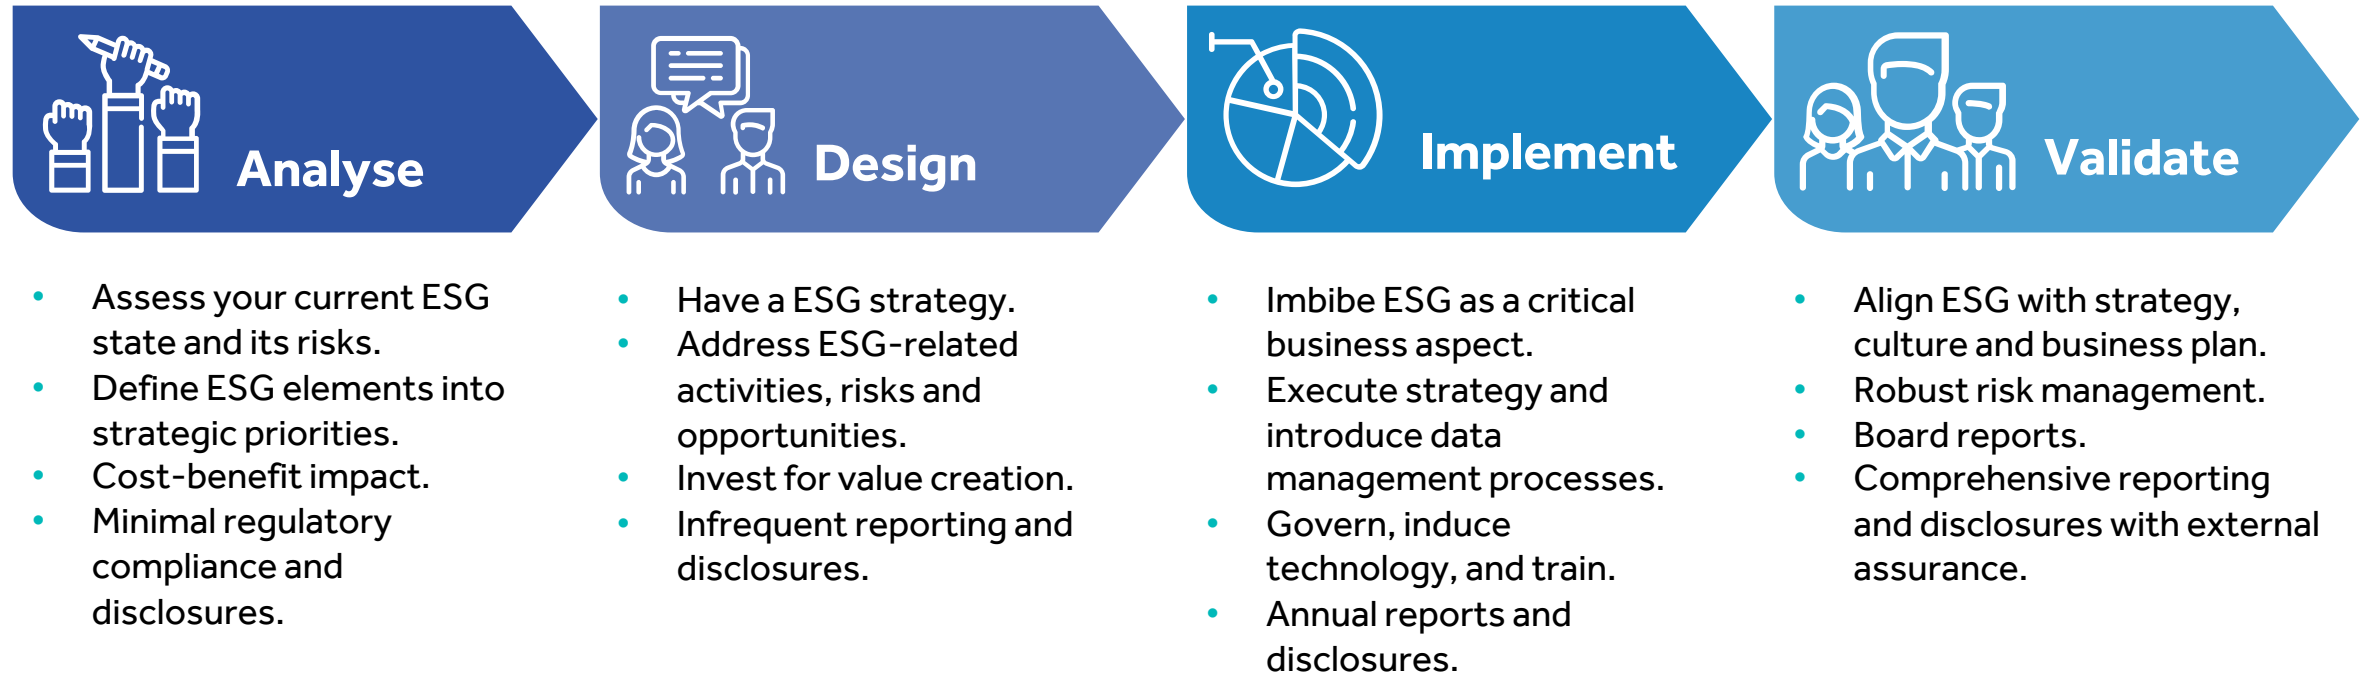 Analyse
• Assess your current ESG
state and its risks.
• Define ESG elements into
strategic priorities.
• Cost-benefit impact.
• Minimal regulatory
compliance and
disclosures.
Design
• Have a ESG strategy.
• Address ESG-related
activities, risks and
opportunities.
• Invest for value creation.
• Infrequent reporting and
disclosures.
Implement
• Imbibe ESG as a critical
business aspect.
• Execute strategy and
introduce data
management processes.
• Govern, induce
technology, and train.
• Annual reports and
disclosures.
Validate
• Align ESG with strategy,
culture and business plan.
• Robust risk management.
• Board reports.
• Comprehensive reporting
and disclosures with external
assurance.